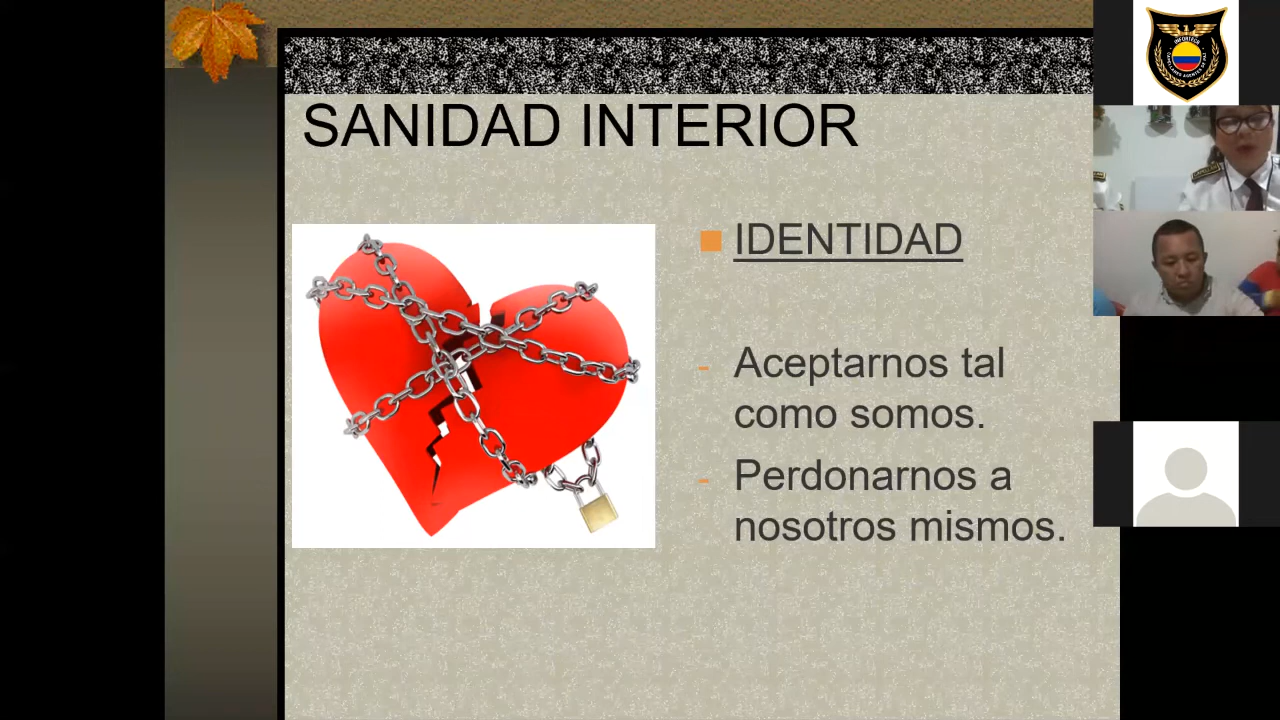 SANIDAD INTERIOR
IDENTIDAD
- Aceptarnos tal
como somos.
- Perdonarnos a
nosotros mismos.